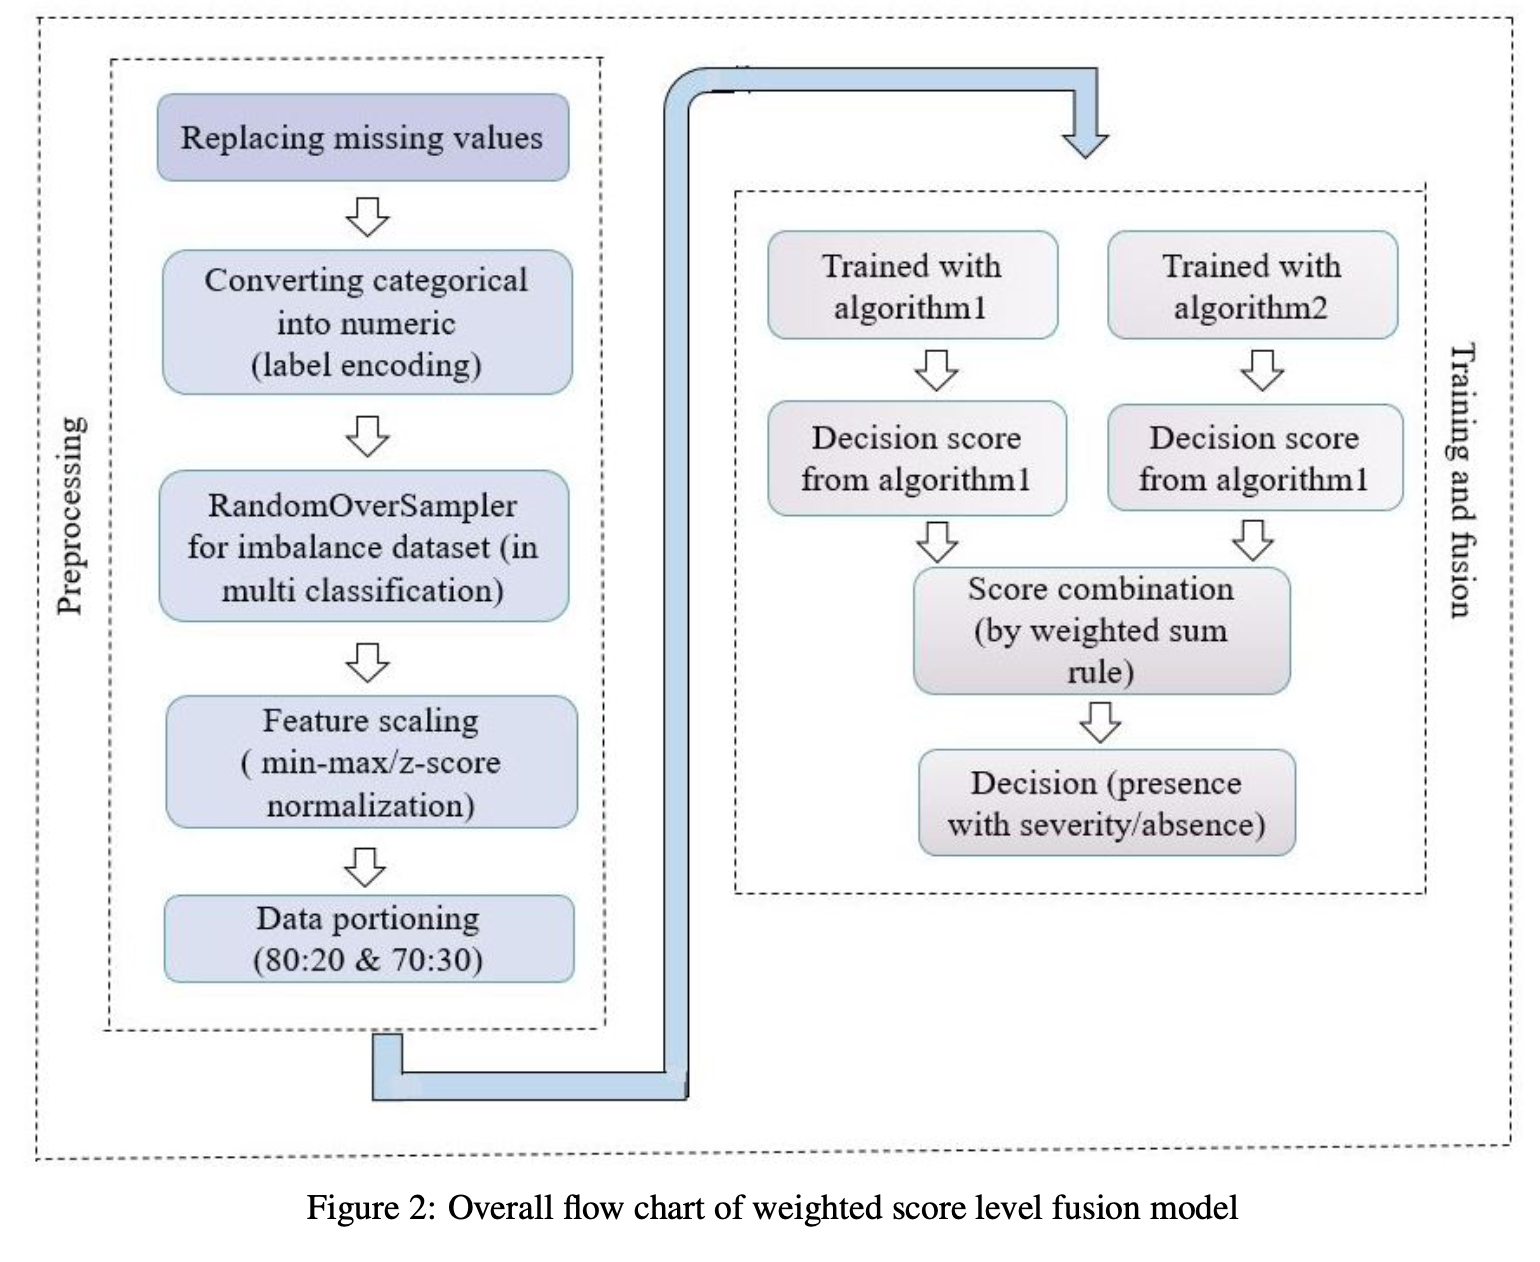 Preprocessing
Replacing missing values
Converting categorical
into numeric
(label encoding)
RandomOverSampler
for imbalance dataset (in
multi classification)
Feature scaling
( min-max/z-score
normalization)
Data portioning
(80:20 & 70:30)
Trained with
algorithm1
Trained with
algorithm2
Decision score
from algorithm1
Decision score
from algorithm1
Score combination
(by weighted sum
rule)
Decision (presence
with severity/absence)
Training and fusion
Figure 2: Overall flow chart of weighted score level fusion model